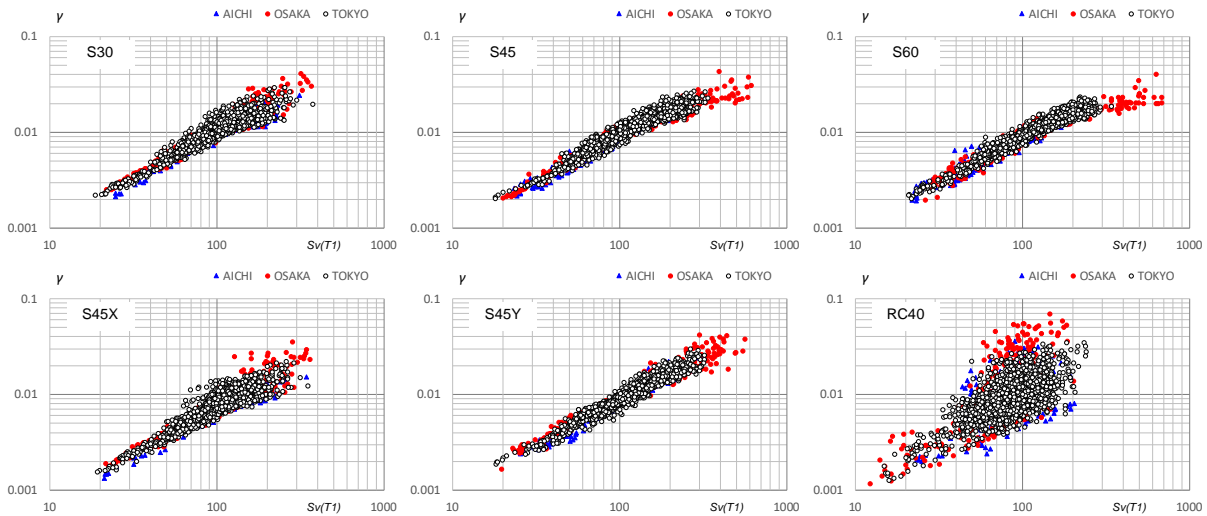 γ ▲ AICHI ● OSAKA ○ TOKYO
0.1
S30
0.01
0.001
10 100 Sv(T1) 1000
γ ▲ AICHI ● OSAKA ○ TOKYO
0.1
S45
0.01
0.001
10 100 Sv(T1) 1000
γ ▲ AICHI ● OSAKA ○ TOKYO
0.1
S60
0.01
0.001
10 100 Sv(T1) 1000
γ ▲ AICHI ● OSAKA ○ TOKYO
0.1
S45X
0.01
0.001
10 100 Sv(T1) 1000
γ ▲ AICHI ● OSAKA ○ TOKYO
0.1
S45Y
0.01
0.001
10 100 Sv(T1) 1000
γ ▲ AICHI ● OSAKA ○ TOKYO
0.1
RC40
0.01
0.001
10 100 Sv(T1) 1000